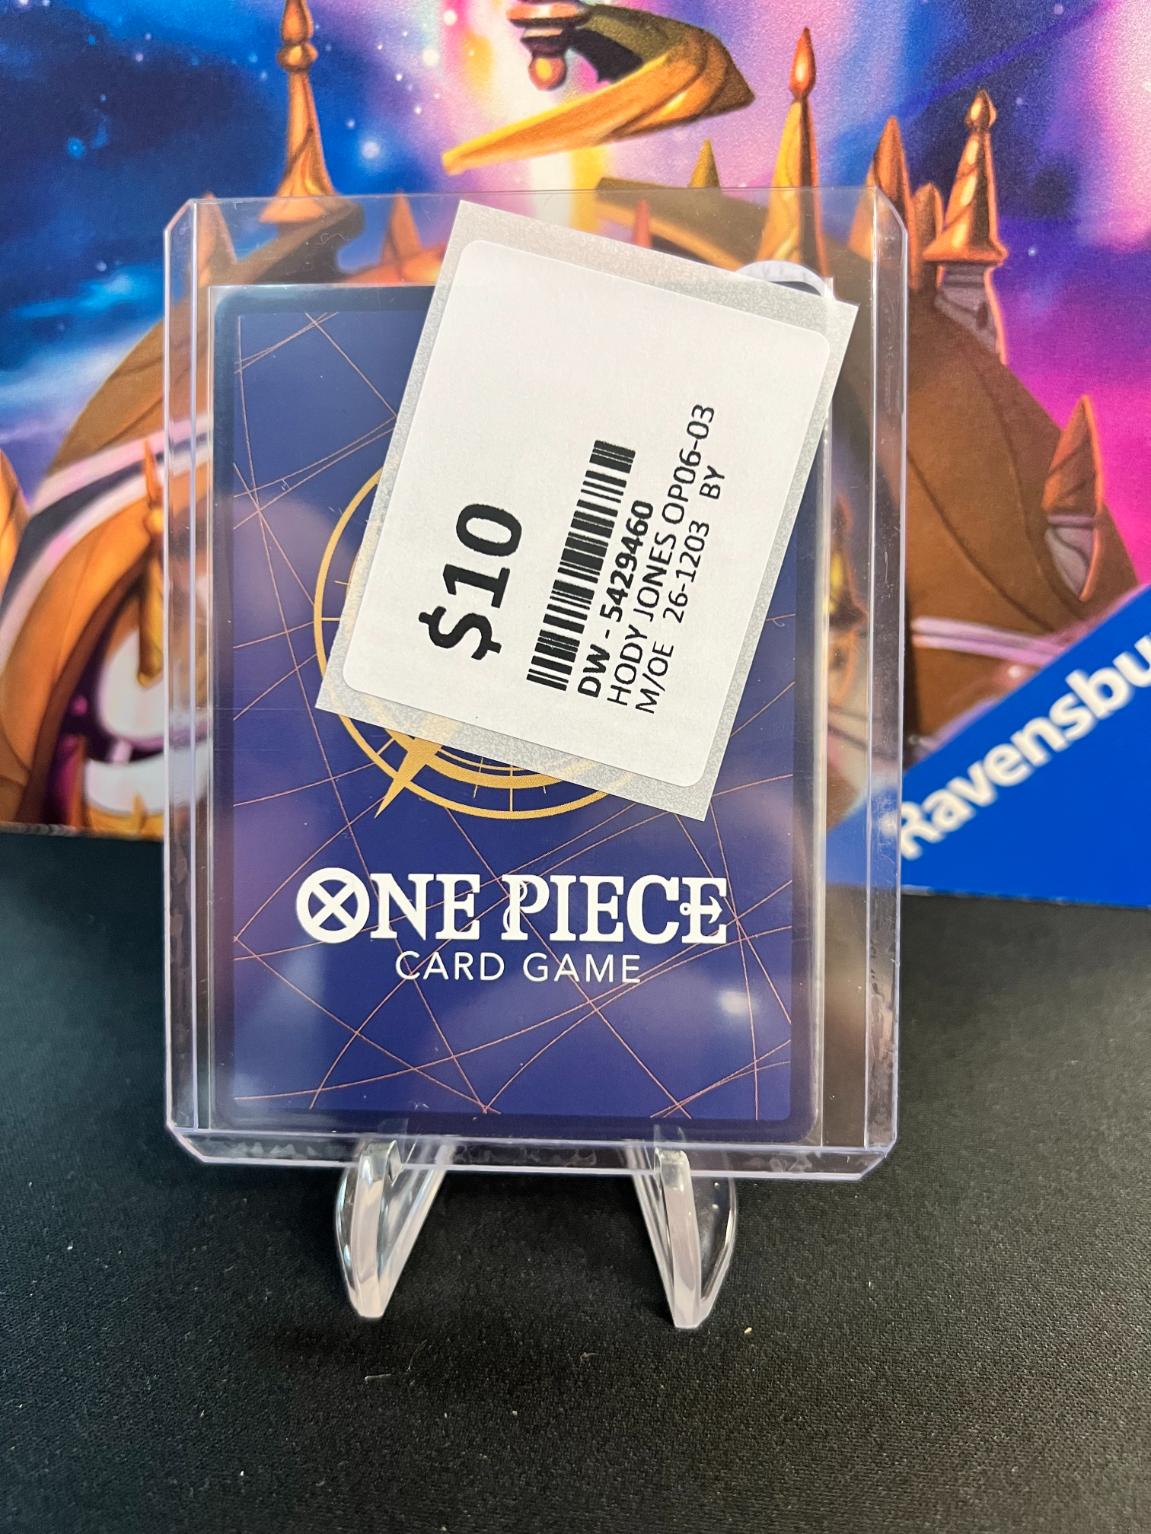 $10
DW - 5429460
HODY JONES OP06-03
M/OE 26-1203 BY
ONE PIECE
CARD GAME
Ravensbu